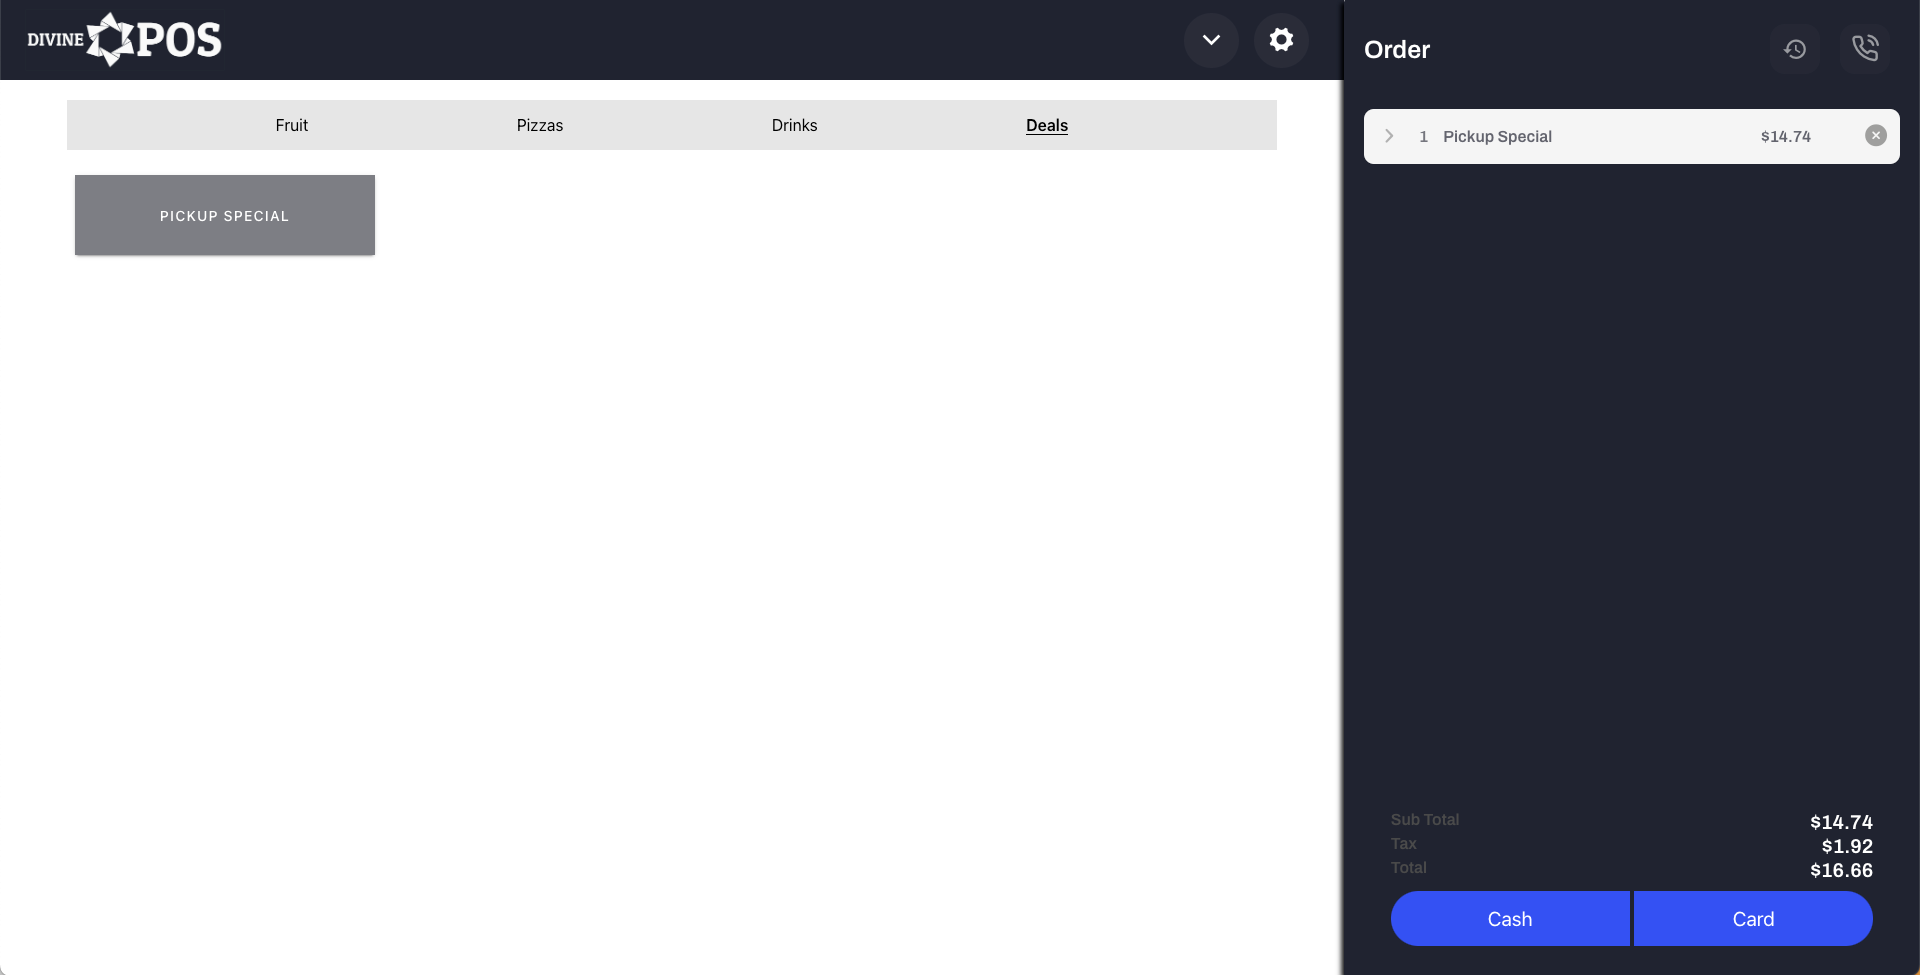 DIVINE POS
Fruit Pizzas Drinks Deals
PICKUP SPECIAL
Order
1 Pickup Special $14.74
Sub Total $14.74
Tax $1.92
Total $16.66
Cash Card